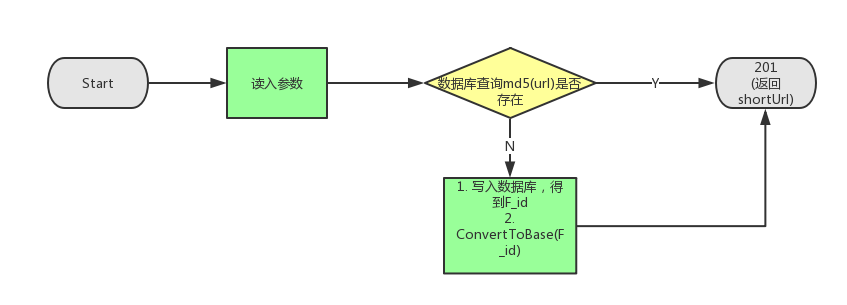 Start
读入参数
数据库查询md5(url)是否
存在
Y
201
(返回
shortUrl)
N
1. 写入数据库，得
到F_id
2.
ConvertToBase(F
_id)